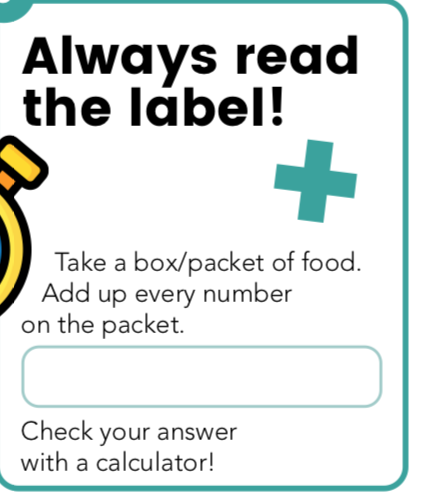 Always read
the label!
Take a box/packet of food.
Add up every number
on the packet.
Check your answer
with a calculator!